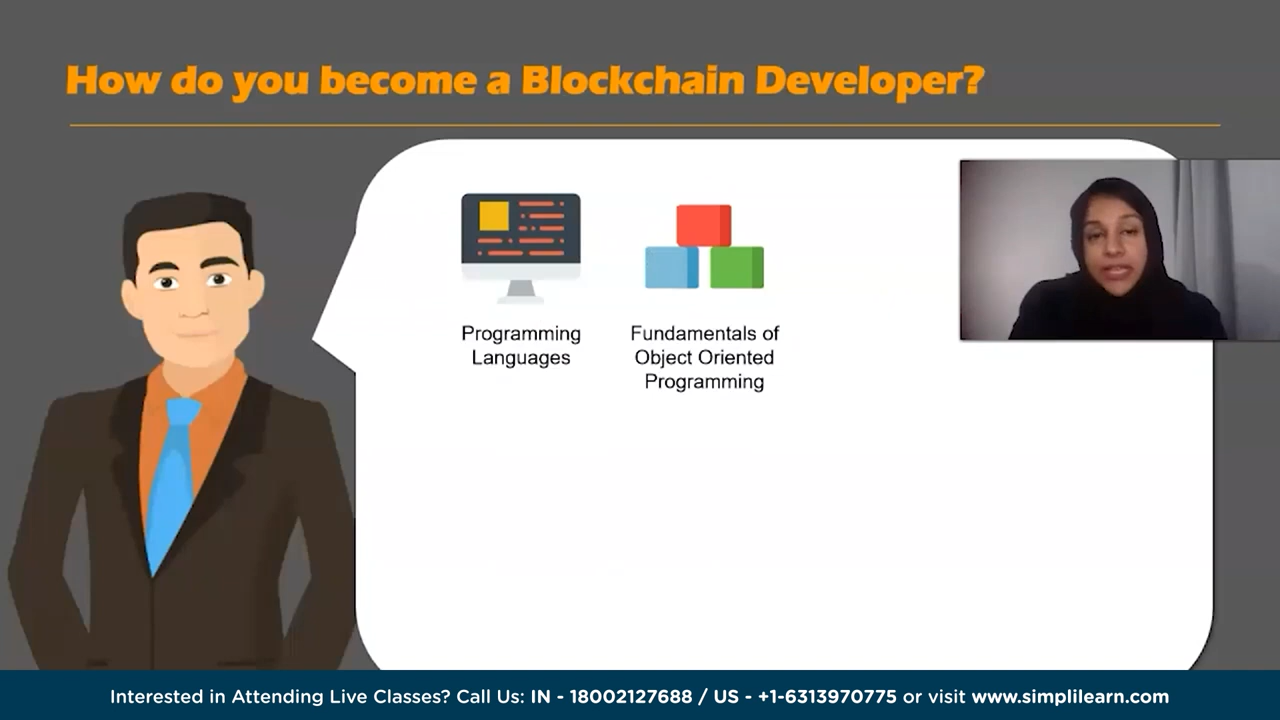 How do you become a Blockchain Developer?
Programming
Languages
Fundamentals of
Object Oriented
Programming
Interested in Attending Live Classes? Call Us: IN - 18002127688 / US - +1-6313970775 or visit www.simplilearn.com